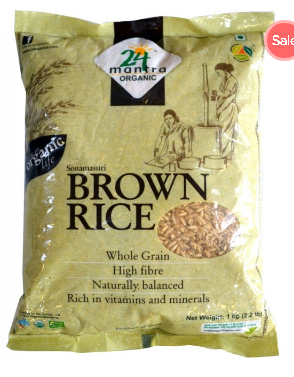 Sale
24
mantra
ORGANIC
organic
life
Sonamasuri
BROWN
RICE
Whole Grain
High fibre
Naturally balanced
Rich in vitamins and minerals
Net Weight: 1 kg (2.2 lb)